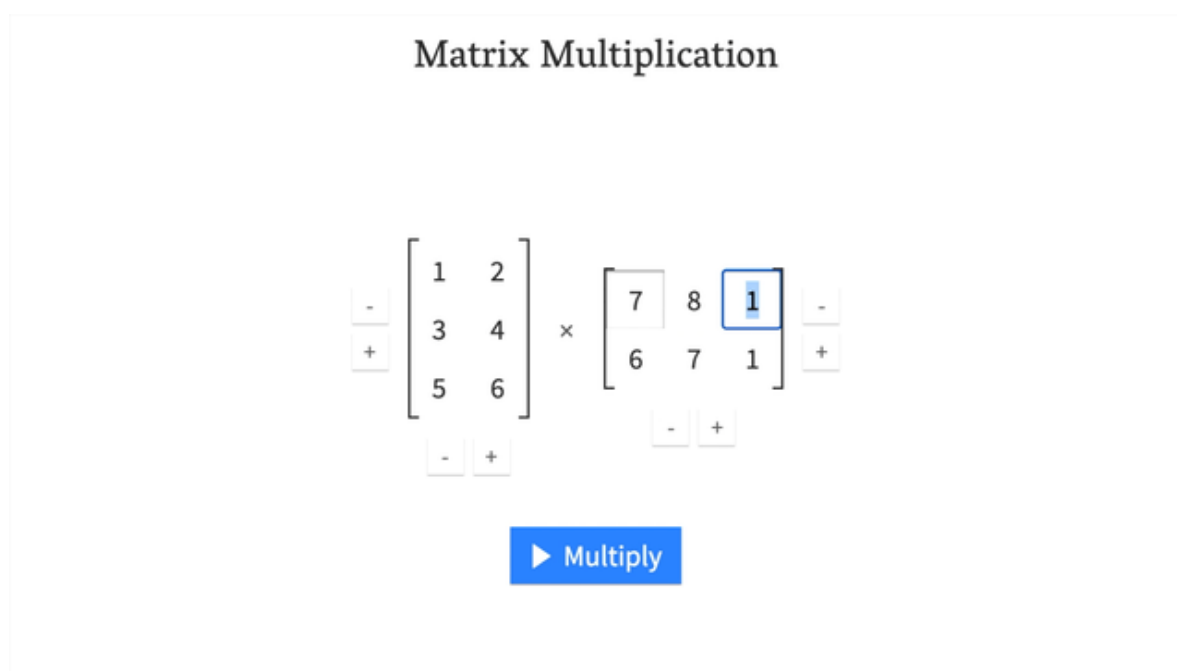 Matrix Multiplication
1 2
7 8 1
- -
3 4 ×
+ +
6 7 1
5 6
- +
- +
Multiply